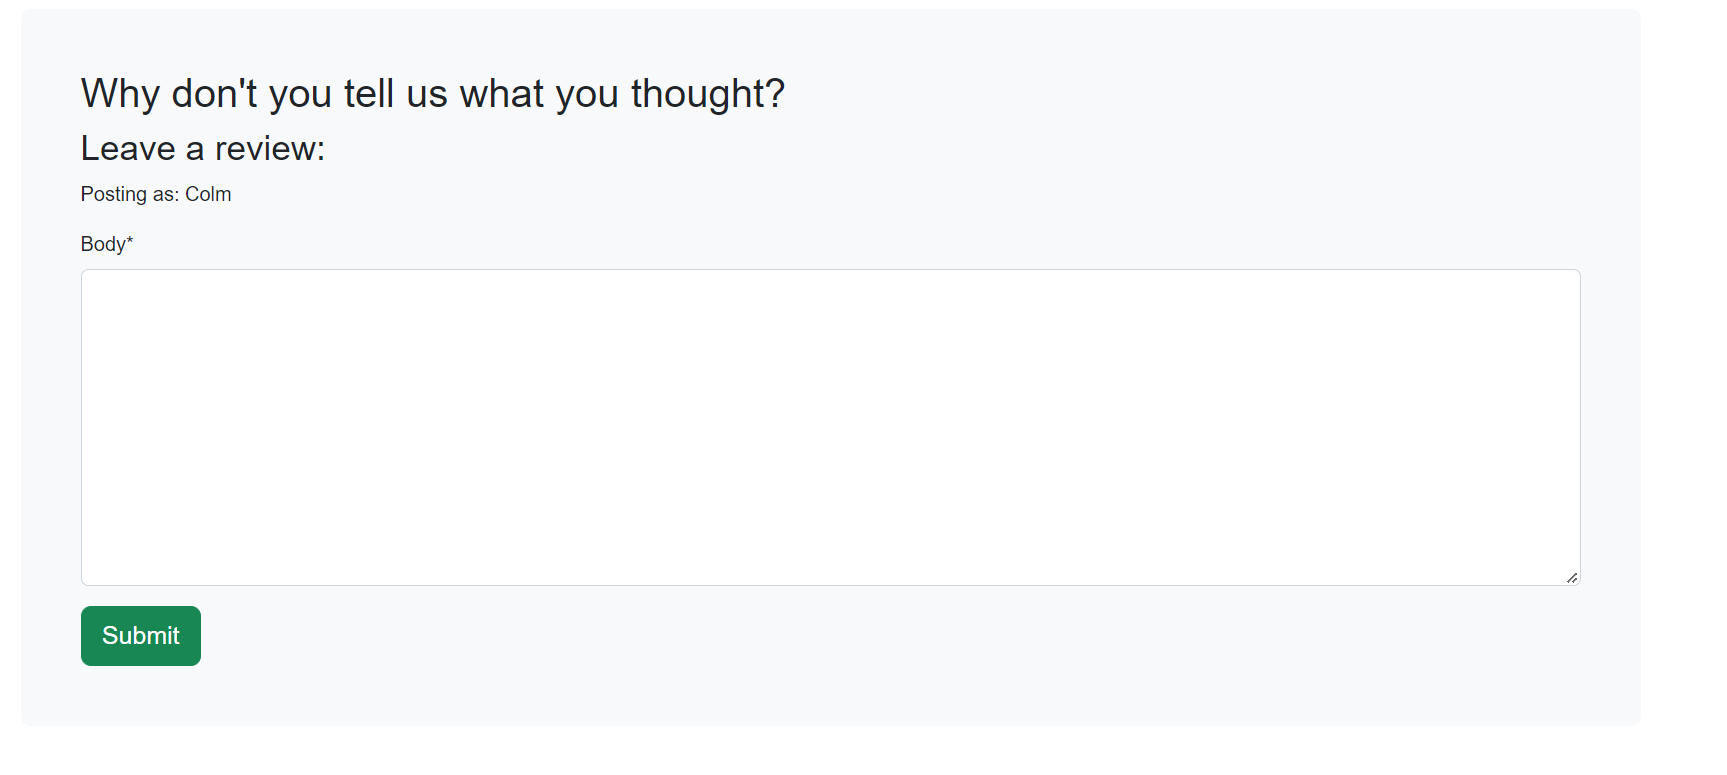 Why don't you tell us what you thought?
Leave a review:
Posting as: Colm
Body*
Submit